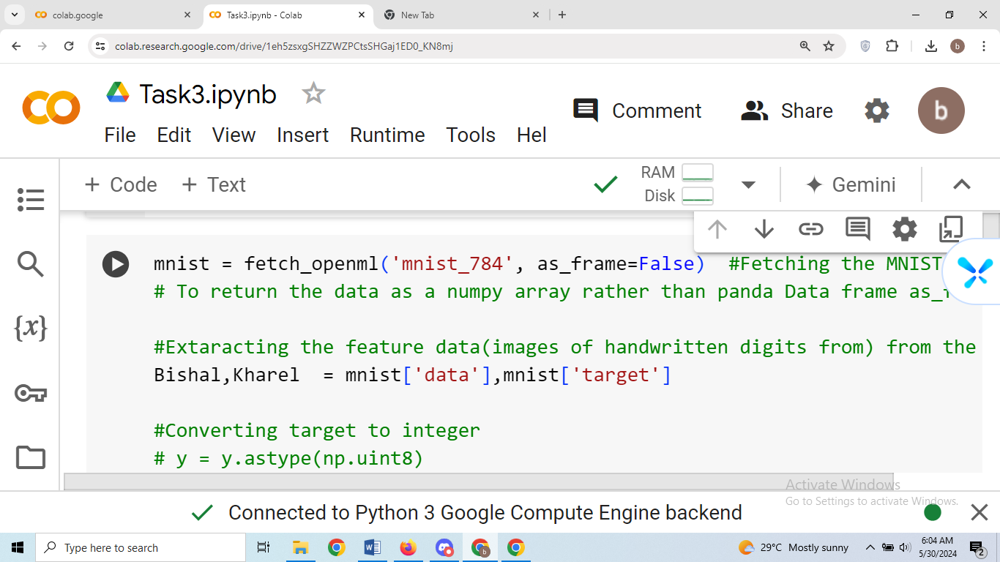 colab.google
Task3.ipynb - Colab
New Tab
colab.research.google.com/drive/1eh5zsxgSHZZWZPCtsSHGaj1ED0_KN8mj
b
CO
Task3.ipynb
Comment
Share
b
File Edit View Insert Runtime Tools Hel
+ Code + Text
RAM
Disk
Gemini
mnist = fetch_openml('mnist_784', as_frame=False) #Fetching the MNIST
# To return the data as a numpy array rather than panda Data frame as_f
#Extaracting the feature data(images of handwritten digits from) from the
{x}
Bishal,Kharel = mnist['data'],mnist['target']
#Converting target to integer
# y = y.astype(np.uint8)
Activate Windows
Go to Settings to activate Windows.
Connected to Python 3 Google Compute Engine backend
Type here to search
W
b
29°C Mostly sunny
6:04 AM
5/30/2024
2